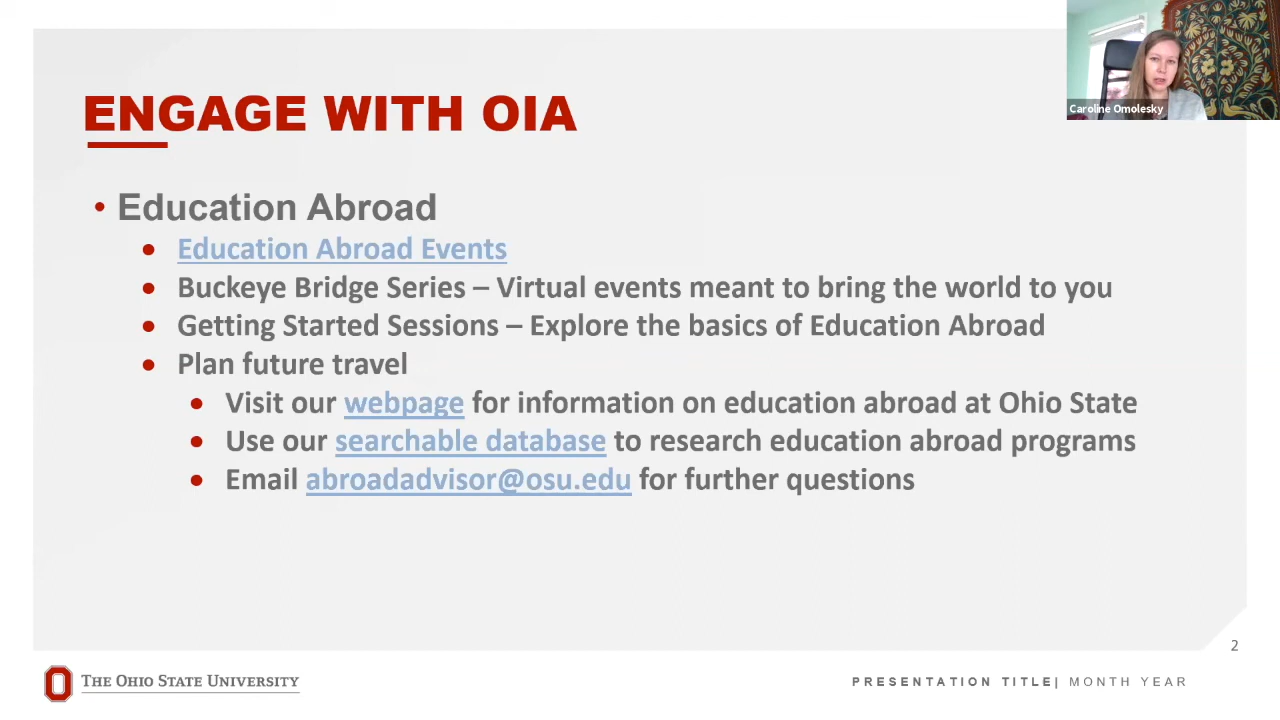 Caroline Omolesky
ENGAGE WITH OIA
• Education Abroad
• Education Abroad Events
• Buckeye Bridge Series – Virtual events meant to bring the world to you
• Getting Started Sessions – Explore the basics of Education Abroad
• Plan future travel
• Visit our webpage for information on education abroad at Ohio State
• Use our searchable database to research education abroad programs
• Email abroadadvisor@osu.edu for further questions
2
THE OHIO STATE UNIVERSITY
PRESENTATION TITLE| MONTH YEAR